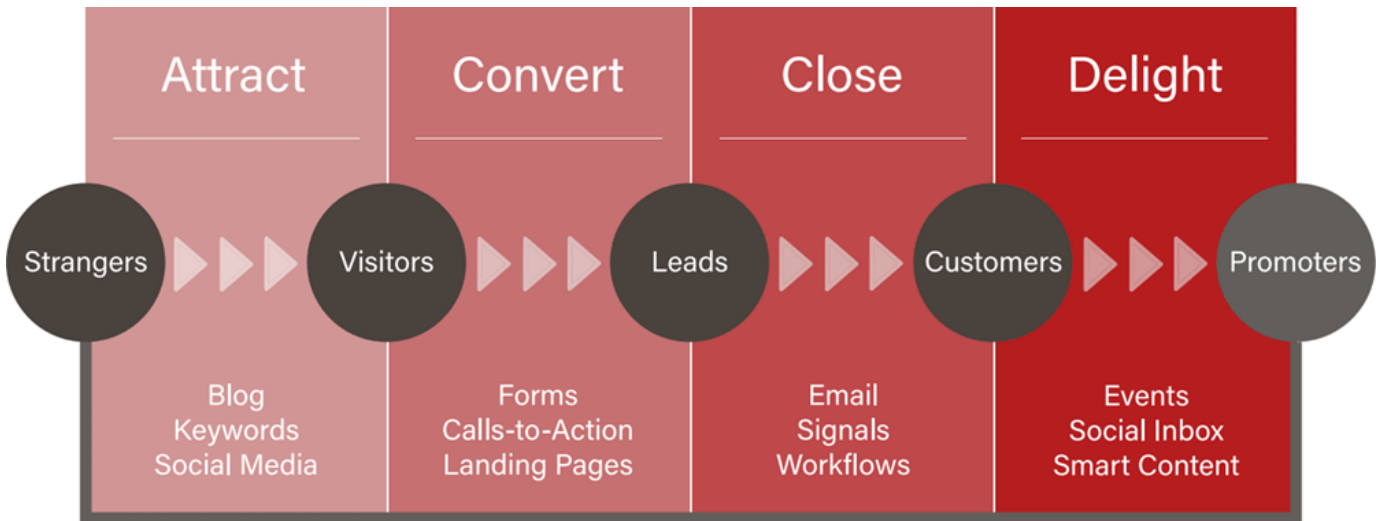 Attract
Convert
Close
Delight
Strangers
Visitors
Leads
Customers
Promoters
Blog
Keywords
Social Media
Forms
Calls-to-Action
Landing Pages
Email
Signals
Workflows
Events
Social Inbox
Smart Content